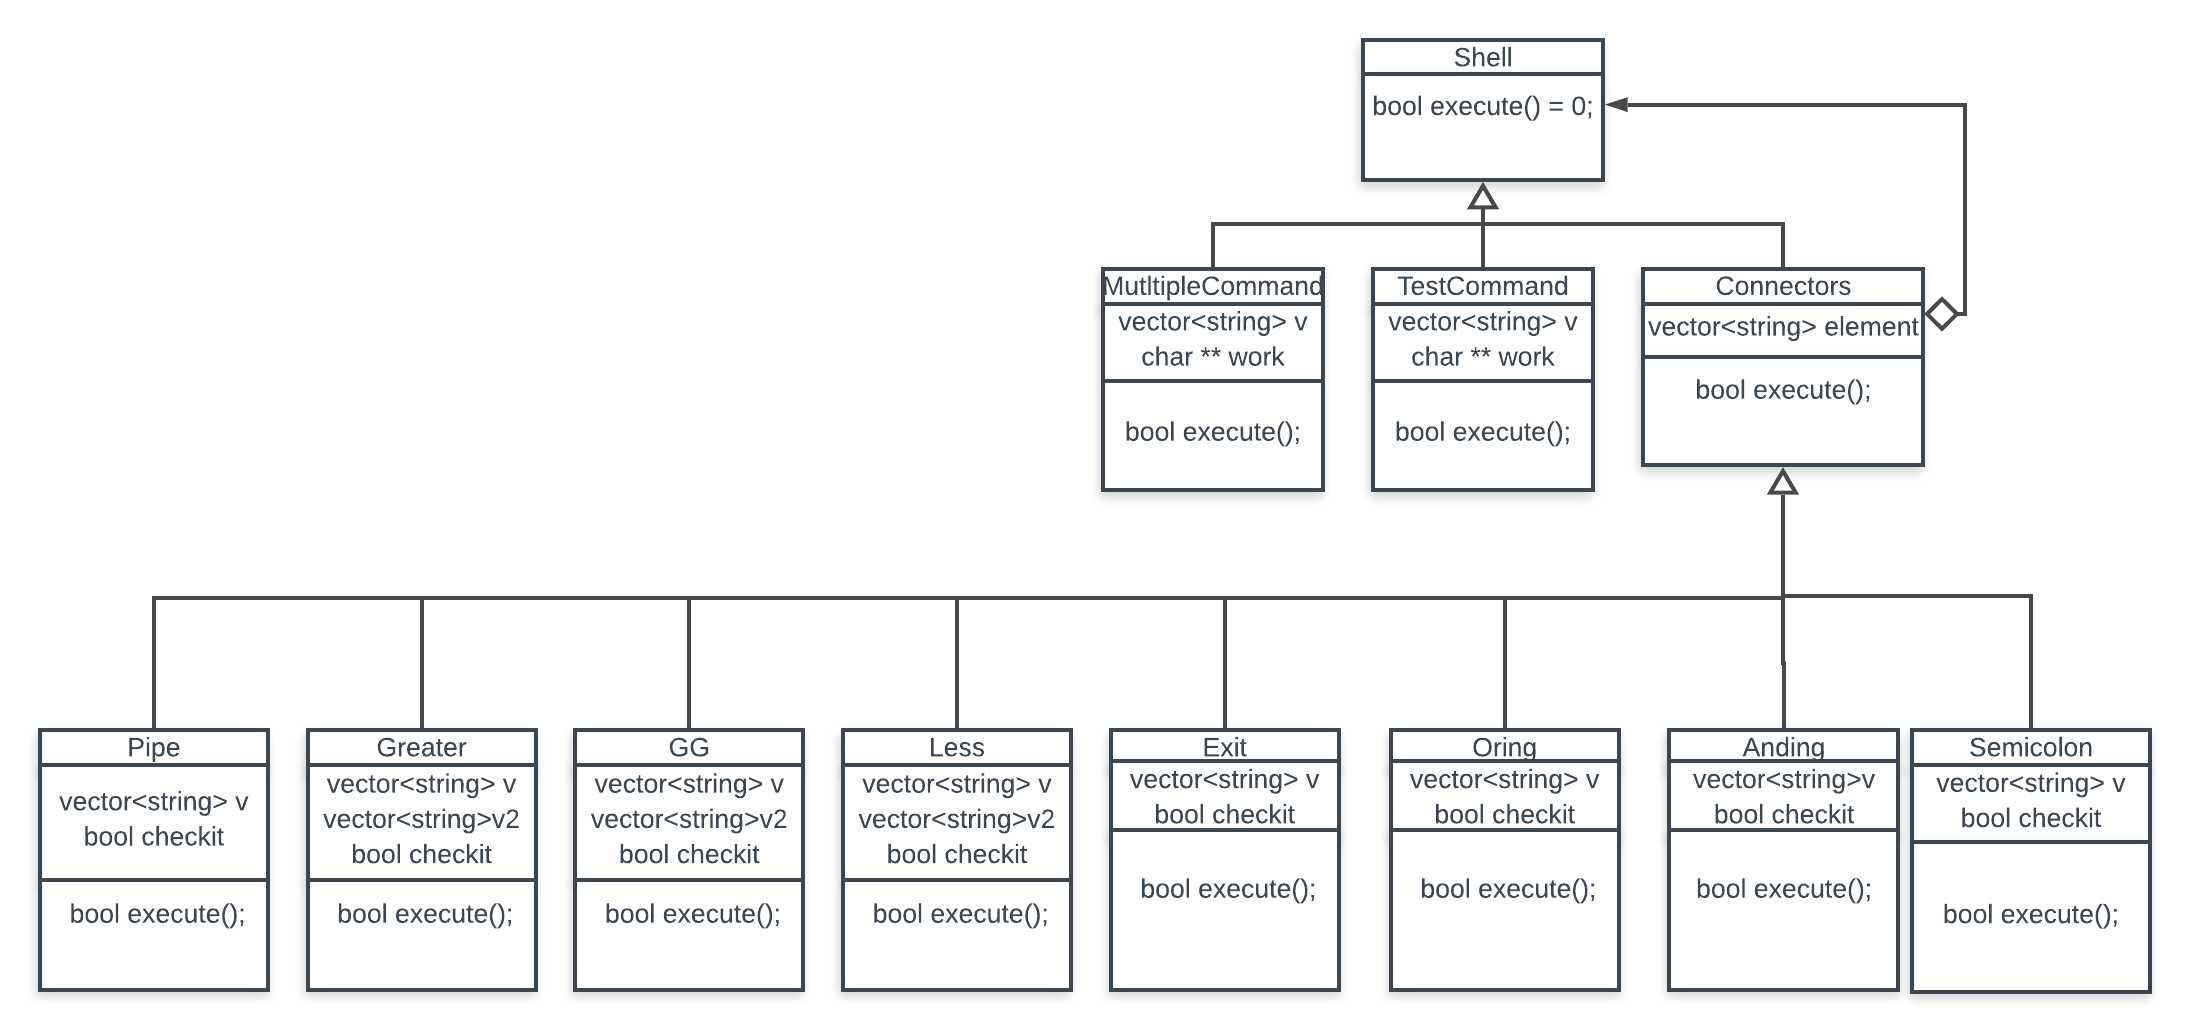 Shell
bool execute() = 0;
MutltipleCommand
vector<string> v
char ** work
bool execute();
TestCommand
vector<string> v
char ** work
bool execute();
Connectors
vector<string> element
bool execute();
Pipe
vector<string> v
bool checkit
bool execute();
Greater
vector<string> v
vector<string>v2
bool checkit
bool execute();
GG
vector<string> v
vector<string>v2
bool checkit
bool execute();
Less
vector<string> v
vector<string>v2
bool checkit
bool execute();
Exit
vector<string> v
bool checkit
bool execute();
Oring
vector<string> v
bool checkit
bool execute();
Anding
vector<string>v
bool checkit
bool execute();
Semicolon
vector<string> v
bool checkit
bool execute();